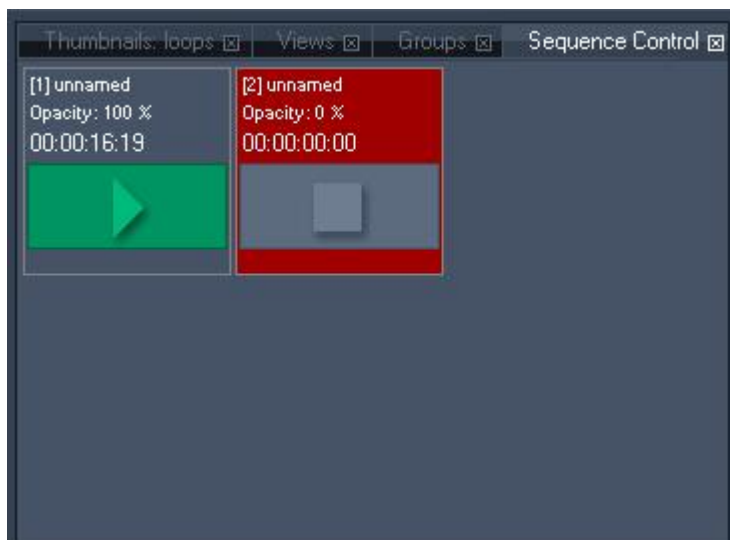 Thumbnails: loops Views Groups Sequence Control
[1] unnamed
Opacity: 100 %
00:00:16:19
[2] unnamed
Opacity: 0 %
00:00:00:00